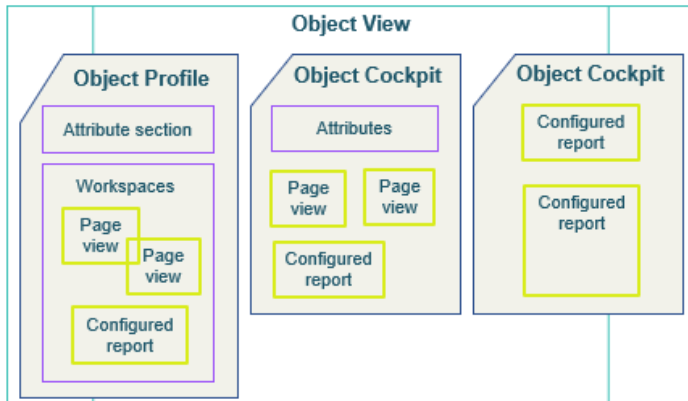 Object View
Object Profile
Attribute section
Workspaces
Page
view
Page
view
Configured
report
Object Cockpit
Attributes
Page
view
Page
view
Configured
report
Object Cockpit
Configured
report
Configured
report